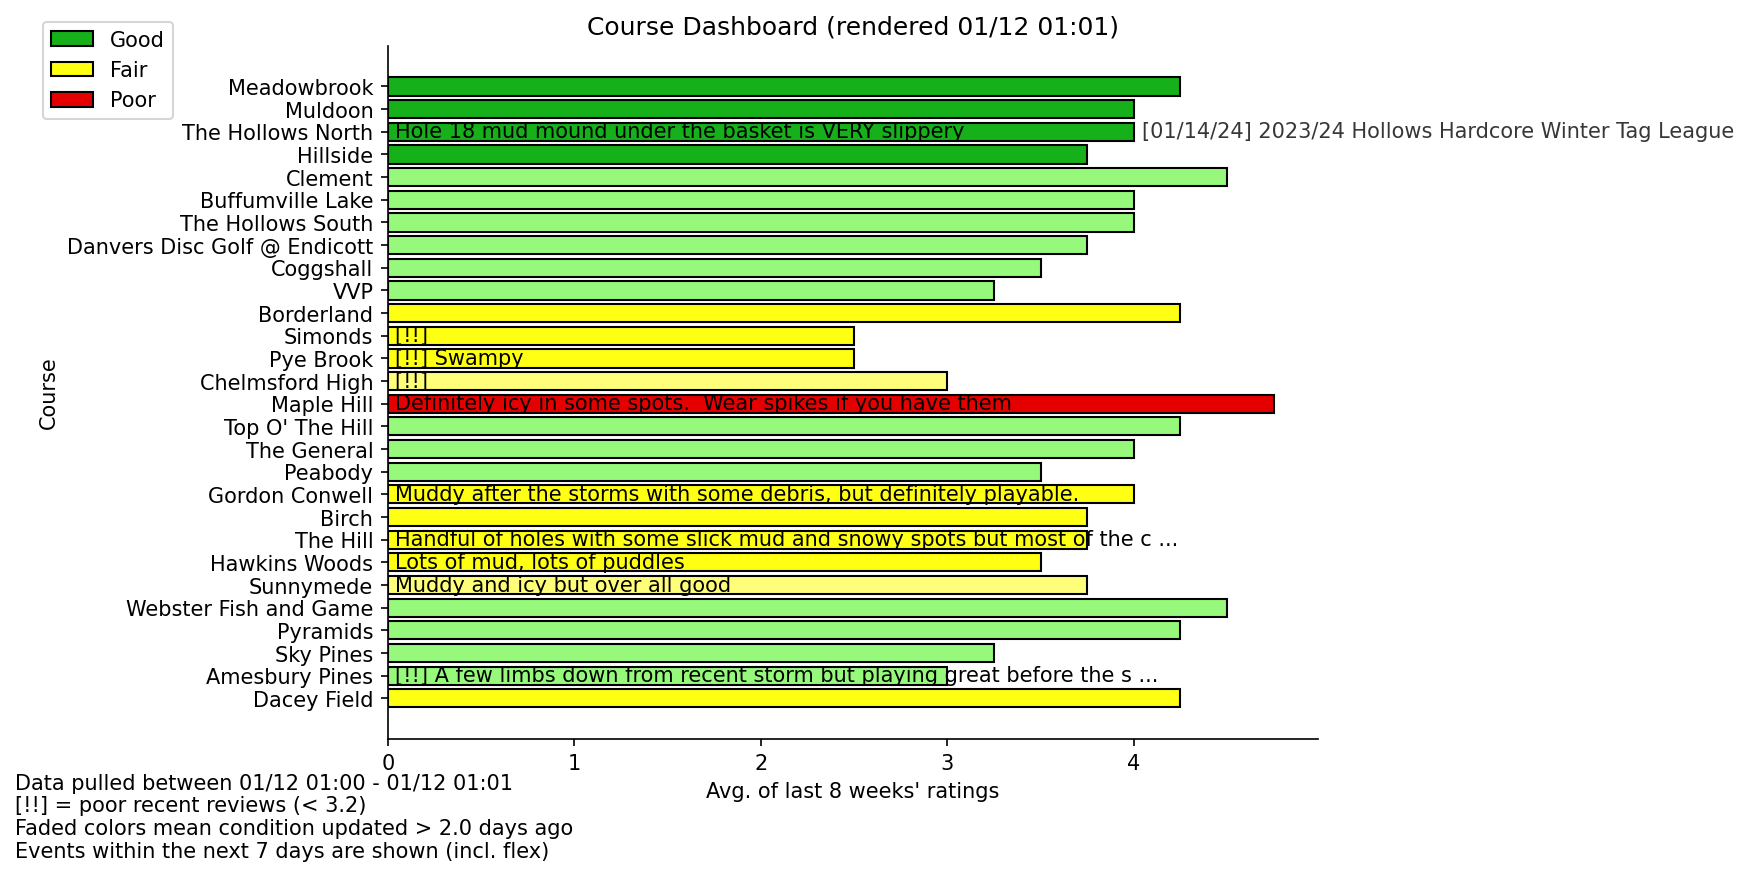 Course Dashboard (rendered 01/12 01:01)
Good
Fair
Poor
Course
Meadowbrook
Muldoon
The Hollows North Hole 18 mud mound under the basket is VERY slippery [01/14/24] 2023/24 Hollows Hardcore Winter Tag League
Hillside
Clement
Buffumville Lake
The Hollows South
Danvers Disc Golf @ Endicott
Coggshall
VVP
Borderland
Simonds [!!]
Pye Brook [!!] Swampy
Chelmsford High [!!]
Maple Hill Definitely icy in some spots.  Wear spikes if you have them
Top O' The Hill
The General
Peabody
Gordon Conwell Muddy after the storms with some debris, but definitely playable.
Birch
The Hill Handful of holes with some slick mud and snowy spots but most of the c ...
Hawkins Woods Lots of mud, lots of puddles
Sunnymede Muddy and icy but over all good
Webster Fish and Game
Pyramids
Sky Pines
Amesbury Pines [!!] A few limbs down from recent storm but playing great before the s ...
Dacey Field
0 1 2 3 4
Avg. of last 8 weeks' ratings
Data pulled between 01/12 01:00 - 01/12 01:01
[!!] = poor recent reviews (< 3.2)
Faded colors mean condition updated > 2.0 days ago
Events within the next 7 days are shown (incl. flex)